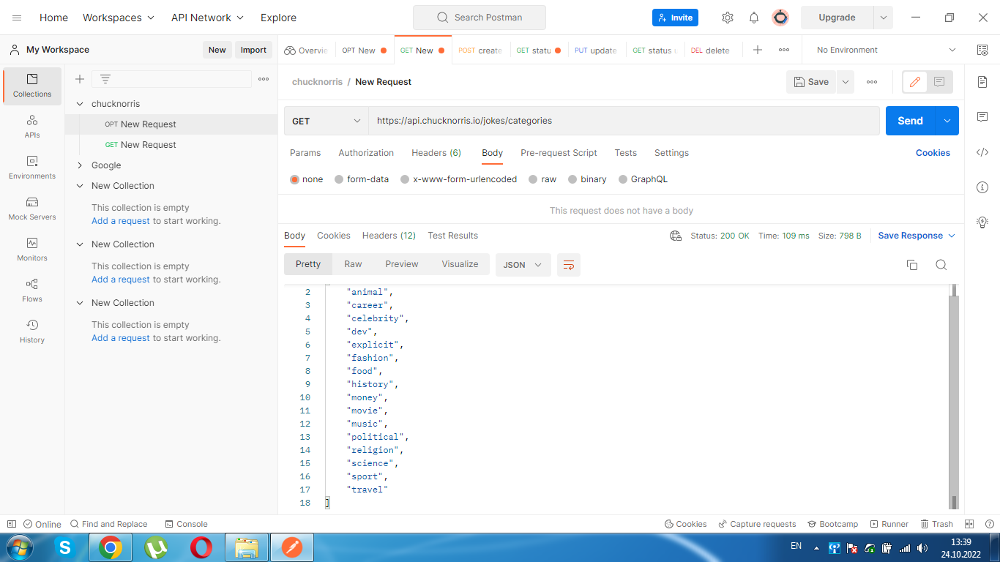 Home Workspaces API Network Explore Search Postman Invite Upgrade
My Workspace New Import Overvie OPT New GET New POST create GET statu PUT update GET status u DEL delete No Environment
Collections
APIs
Environments
Mock Servers
Monitors
Flows
History
chucknorris
OPT New Request
GET New Request
Google
New Collection
This collection is empty
Add a request to start working.
New Collection
This collection is empty
Add a request to start working.
New Collection
This collection is empty
Add a request to start working.
chucknorris / New Request Save
GET https://api.chucknorris.io/jokes/categories Send
Params Authorization Headers (6) Body Pre-request Script Tests Settings Cookies
none form-data x-www-form-urlencoded raw binary GraphQL
This request does not have a body
Body Cookies Headers (12) Test Results Status: 200 OK Time: 109 ms Size: 798 B Save Response
Pretty Raw Preview Visualize JSON
2 "animal",
3 "career",
4 "celebrity",
5 "dev",
6 "explicit",
7 "fashion",
8 "food",
9 "history",
10 "money",
11 "movie",
12 "music",
13 "political",
14 "religion",
15 "science",
16 "sport",
17 "travel"
18 ]
Online Find and Replace Console Cookies Capture requests Bootcamp Runner Trash
EN 13:39
24.10.2022